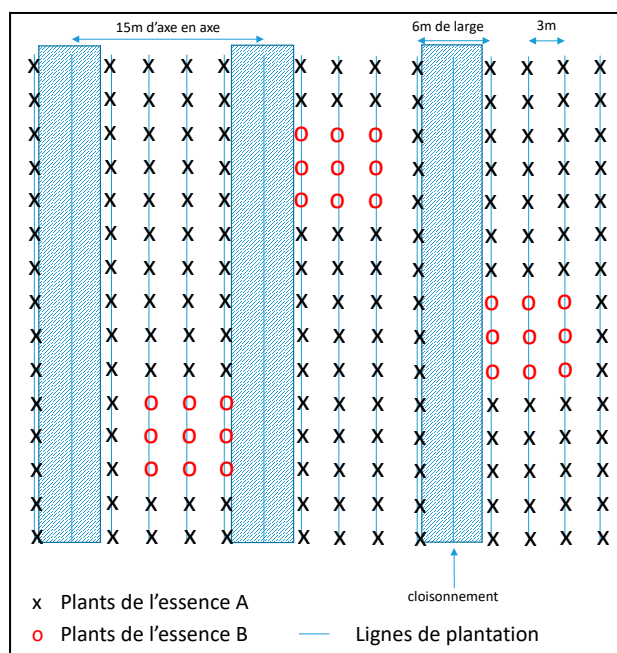 15m d’axe en axe
6m de large
3m
cloisonnement
x Plants de l’essence A
o Plants de l’essence B
Lignes de plantation